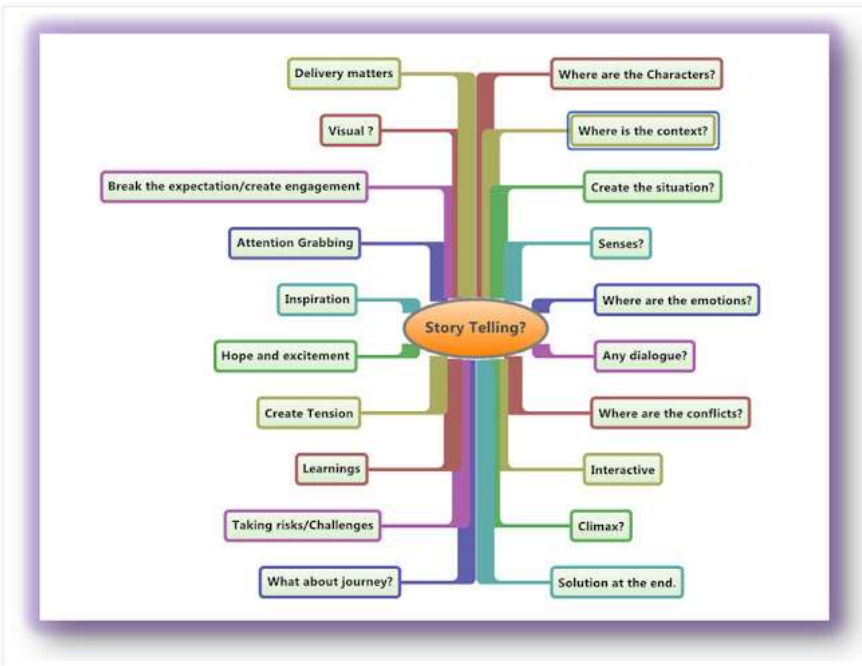 Delivery matters
Visual ?
Break the expectation/create engagement
Attention Grabbing
Inspiration
Hope and excitement
Create Tension
Learnings
Taking risks/Challenges
What about journey?
Story Telling?
Where are the Characters?
Where is the context?
Create the situation?
Senses?
Where are the emotions?
Any dialogue?
Where are the conflicts?
Interactive
Climax?
Solution at the end.